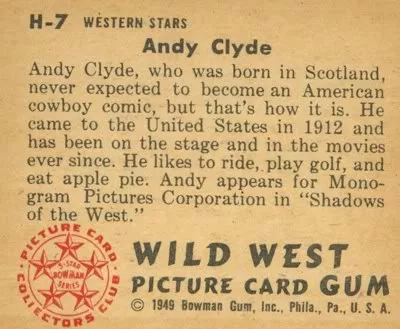 H-7 WESTERN STARS
Andy Clyde
Andy Clyde, who was born in Scotland,
never expected to become an American
cowboy comic, but that's how it is. He
came to the United States in 1912 and
has been on the stage and in the movies
ever since. He likes to ride, play golf, and
eat apple pie. Andy appears for Mono-
gram Pictures Corporation in "Shadows
of the West."
PICTURE CARD
COLLECTORS CLUB
5-STAR
BOWMAN
SERIES
WILD WEST
PICTURE CARD GUM
© 1949 Bowman Gum, Inc., Phila., Pa., U. S. A.